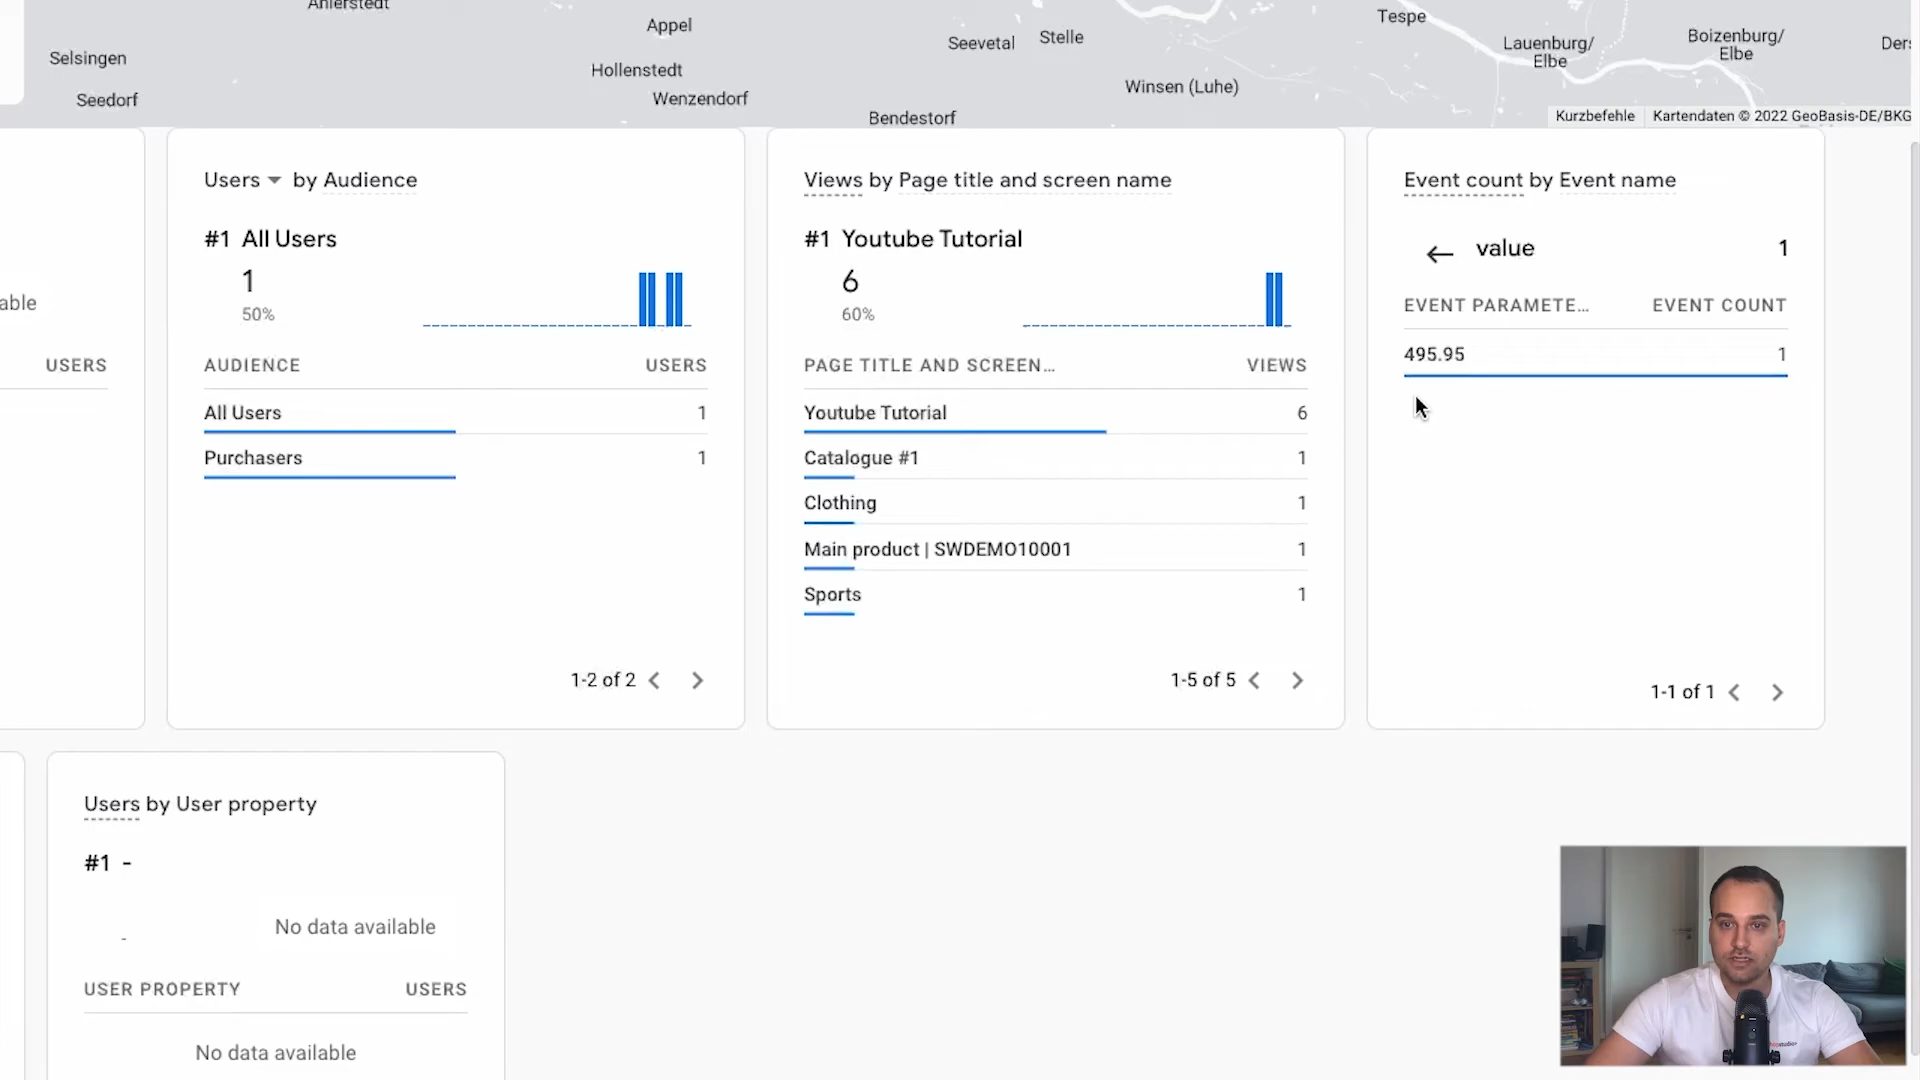 Ahlerstedt
Appel
Tespe
Seevetal
Stelle
Lauenburg/
Elbe
Boizenburg/
Elbe
Selsingen
Hollenstedt
Seedorf
Wenzendorf
Winsen (Luhe)
Bendestorf
Kurzbefehle
Kartendaten © 2022 GeoBasis-DE/BKG
able
USERS
Users by Audience
#1 All Users
1
50%
AUDIENCE USERS
All Users 1
Purchasers 1
1-2 of 2
Views by Page title and screen name
#1 Youtube Tutorial
6
60%
PAGE TITLE AND SCREEN… VIEWS
Youtube Tutorial 6
Catalogue #1 1
Clothing 1
Main product | SWDEMO10001 1
Sports 1
1-5 of 5
Event count by Event name
value 1
EVENT PARAMETE… EVENT COUNT
495.95 1
1-1 of 1
Users by User property
#1 -
-
No data available
USER PROPERTY USERS
No data available